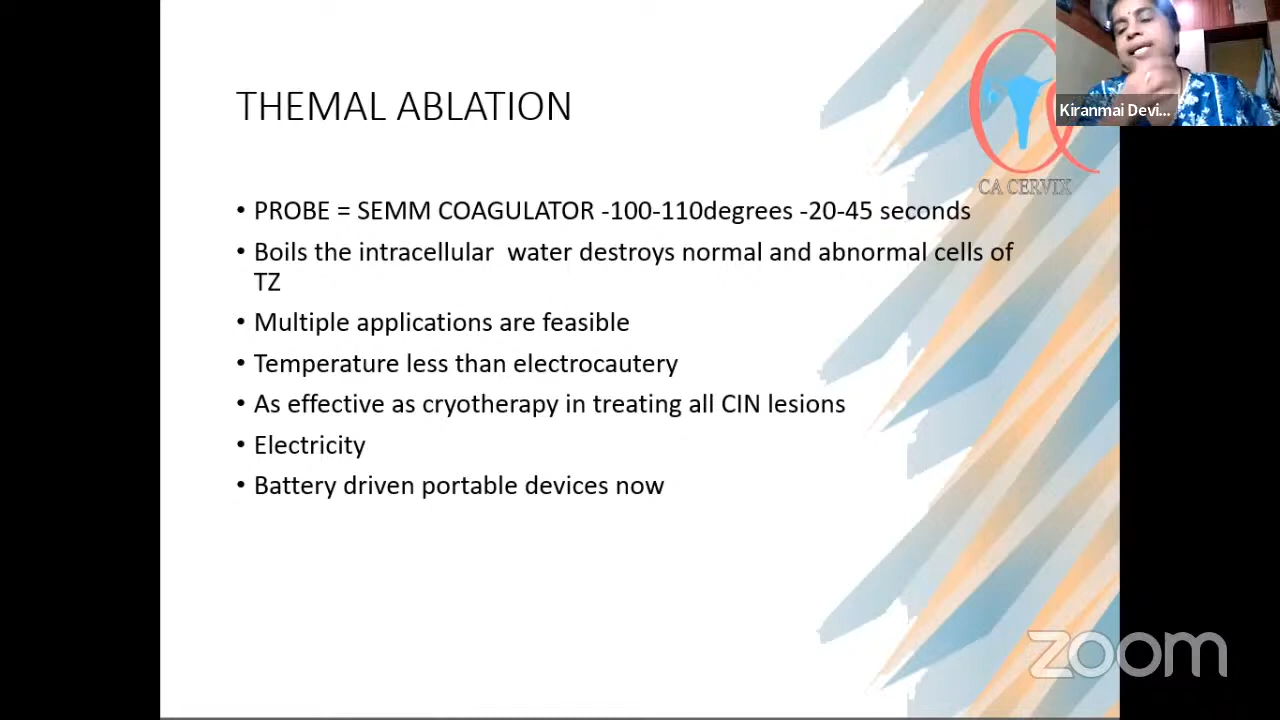 THEMAL ABLATION
CA CERVIX
Kiranmai Devi...
• PROBE = SEMM COAGULATOR -100-110degrees -20-45 seconds
• Boils the intracellular water destroys normal and abnormal cells of
TZ
• Multiple applications are feasible
• Temperature less than electrocautery
• As effective as cryotherapy in treating all CIN lesions
• Electricity
• Battery driven portable devices now
zoom